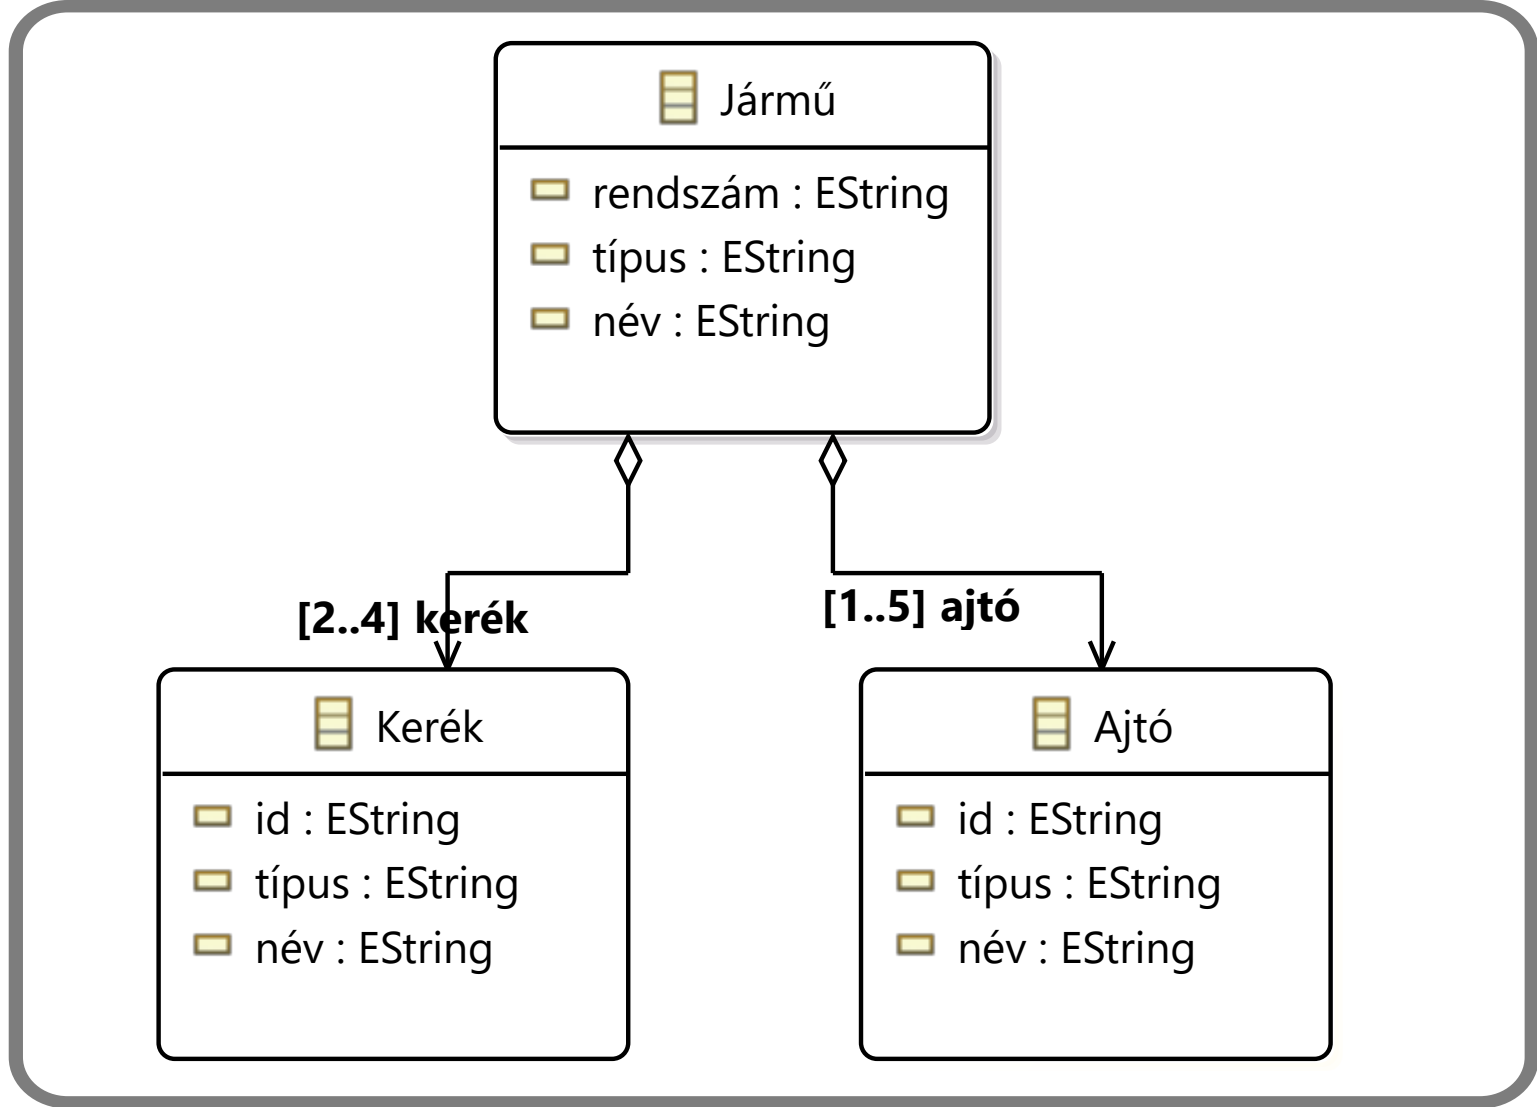 Jármű
rendszám : EString
típus : EString
név : EString
[2..4] kerék
[1..5] ajtó
Kerék
id : EString
típus : EString
név : EString
Ajtó
id : EString
típus : EString
név : EString